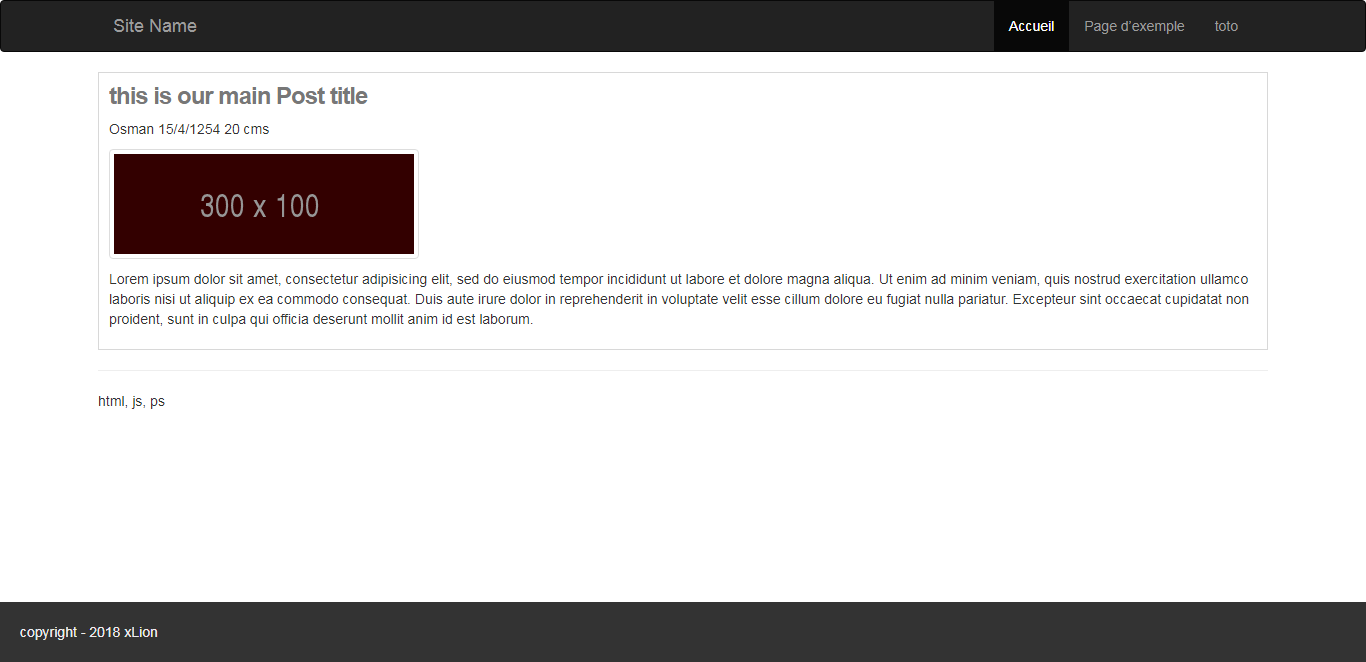 Site Name
Accueil
Page d'exemple
toto
this is our main Post title
Osman 15/4/1254 20 cms
300 x 100
Lorem ipsum dolor sit amet, consectetur adipisicing elit, sed do eiusmod tempor incididunt ut labore et dolore magna aliqua. Ut enim ad minim veniam, quis nostrud exercitation ullamco
laboris nisi ut aliquip ex ea commodo consequat. Duis aute irure dolor in reprehenderit in voluptate velit esse cillum dolore eu fugiat nulla pariatur. Excepteur sint occaecat cupidatat non
proident, sunt in culpa qui officia deserunt mollit anim id est laborum.
html, js, ps
copyright - 2018 xLion